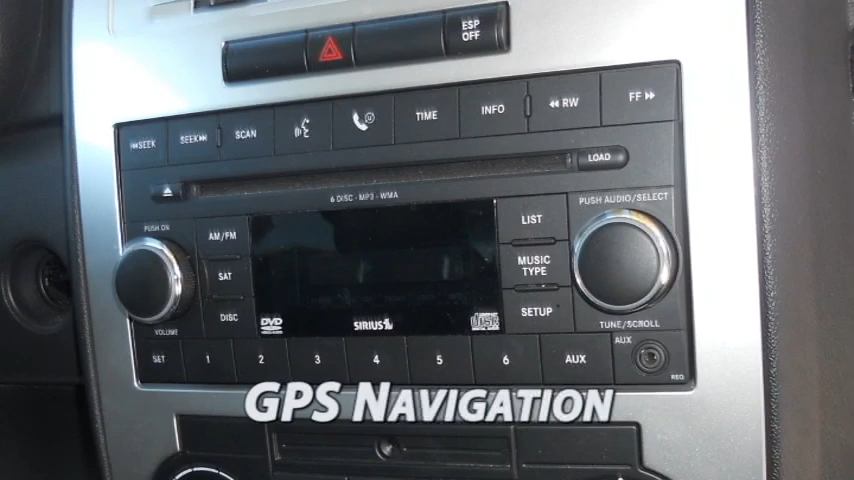 ESP
OFF
SEEK
SEEK
SCAN
TIME
INFO
RW
FF
LOAD
6 DISC · MP3 · WMA
PUSH ON
AM/FM
SAT
DISC
VOLUME
LIST
MUSIC
TYPE
SETUP
PUSH AUDIO/SELECT
TUNE/SCROLL
DVD
SIRIUS
disc
SET
1
2
3
4
5
6
AUX
AUX
REQ
GPS NAVIGATION